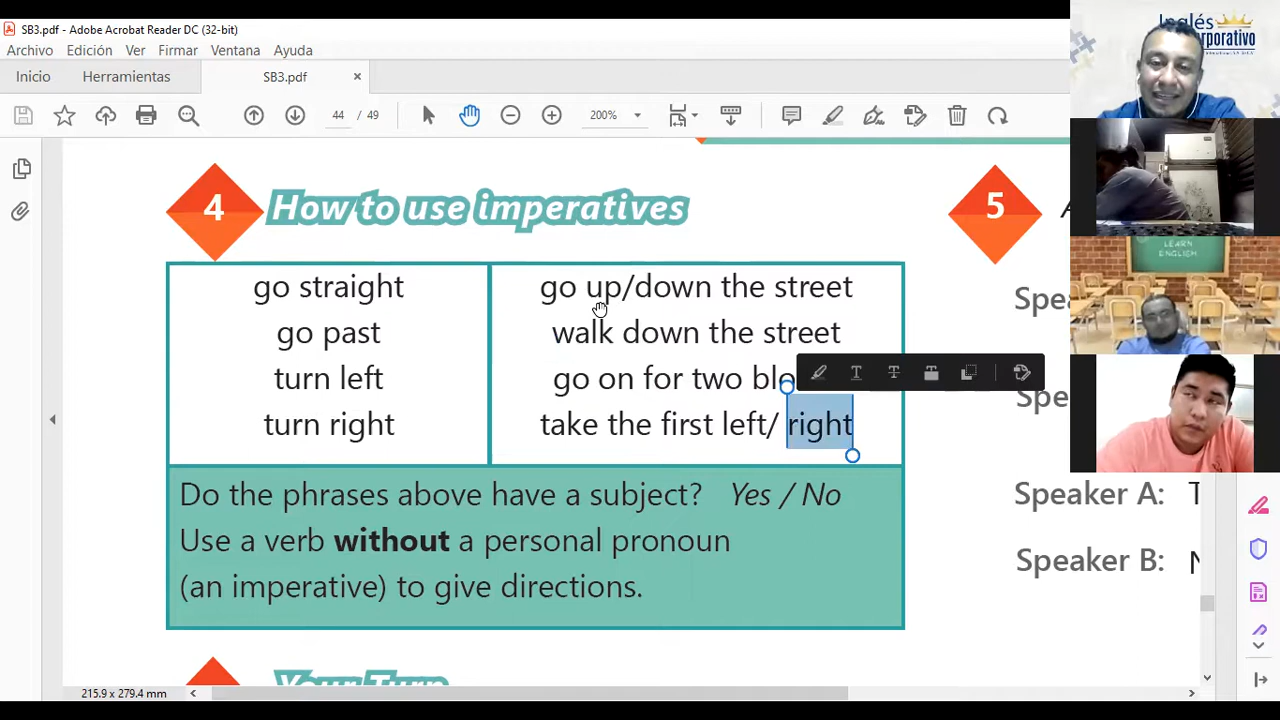 SB3.pdf - Adobe Acrobat Reader DC (32-bit)
Archivo Edición Ver Firmar Ventana Ayuda
Inicio Herramientas SB3.pdf ×
44 / 49 200%
4 How to use imperatives 5
go straight
go past
turn left
turn right
go up/down the street
walk down the street
go on for two blo
take the first left/ right
Do the phrases above have a subject? Yes / No
Use a verb without a personal pronoun
(an imperative) to give directions.
Your Turn
Speaker A: T
Speaker B:
215.9 x 279,4 mm
Inglés
orporativo
LEARN
ENGLISH